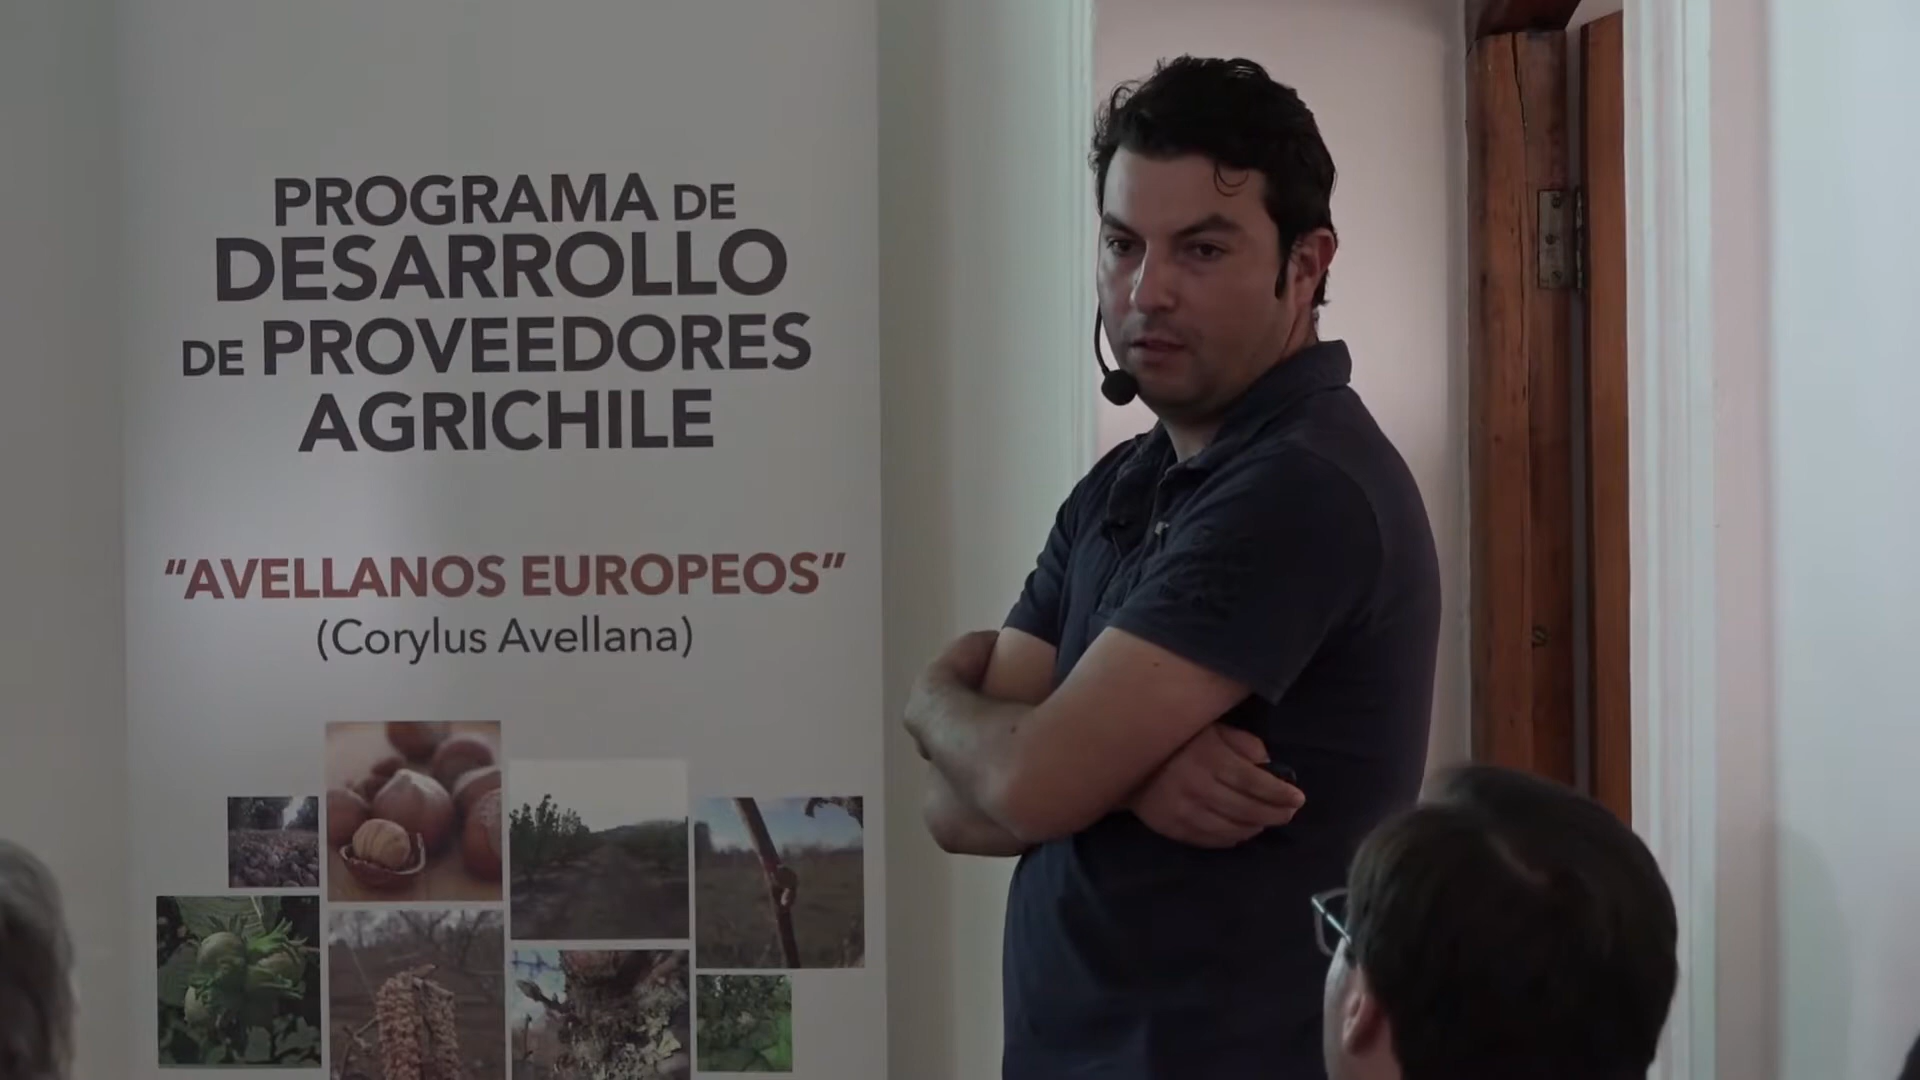 PROGRAMA DE
DESARROLLO
DE PROVEEDORES
AGRICHILE
“AVELLANOS EUROPEOS”
(Corylus Avellana)